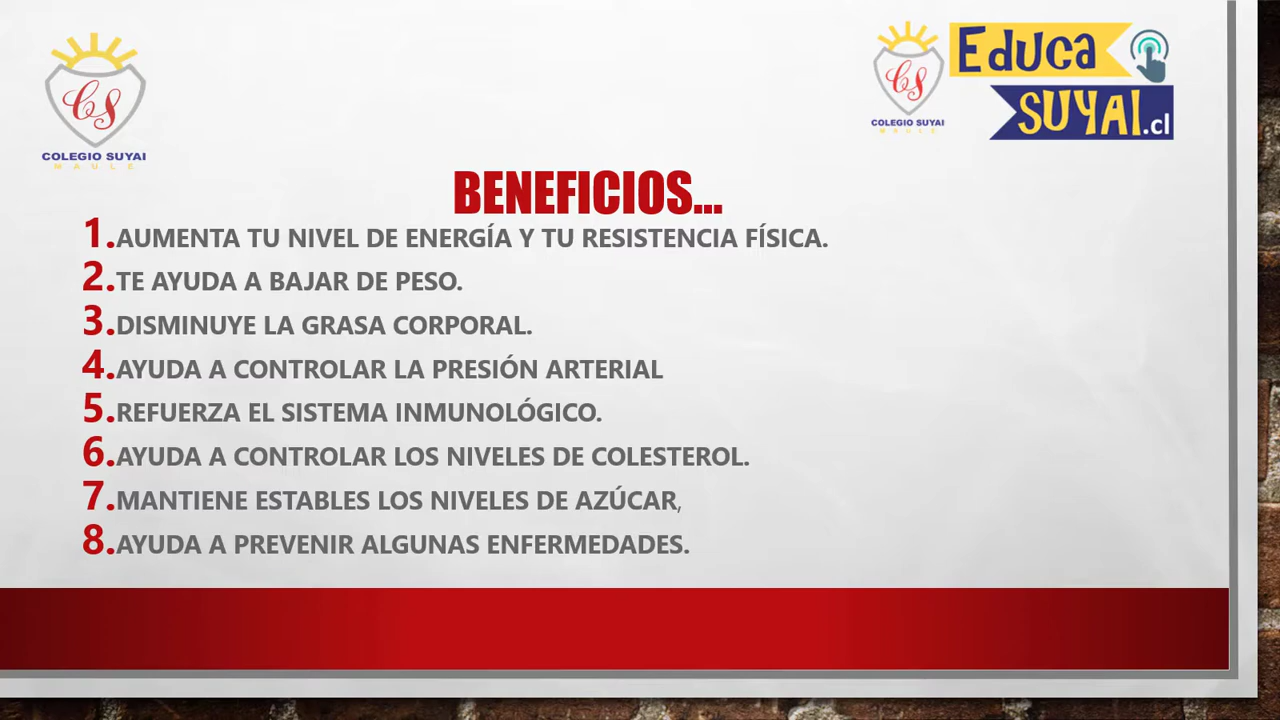 CS
COLEGIO SUYAI
MAULE
CS
COLEGIO SUYAI
MAULE
Educa
SUYAI.cl
BENEFICIOS...
1.AUMENTA TU NIVEL DE ENERGÍA Y TU RESISTENCIA FÍSICA.
2.TE AYUDA A BAJAR DE PESO.
3.DISMINUYE LA GRASA CORPORAL.
4.AYUDA A CONTROLAR LA PRESIÓN ARTERIAL
5.REFUERZA EL SISTEMA INMUNOLÓGICO.
6.AYUDA A CONTROLAR LOS NIVELES DE COLESTEROL.
7.MANTIENE ESTABLES LOS NIVELES DE AZÚCAR,
8.AYUDA A PREVENIR ALGUNAS ENFERMEDADES.